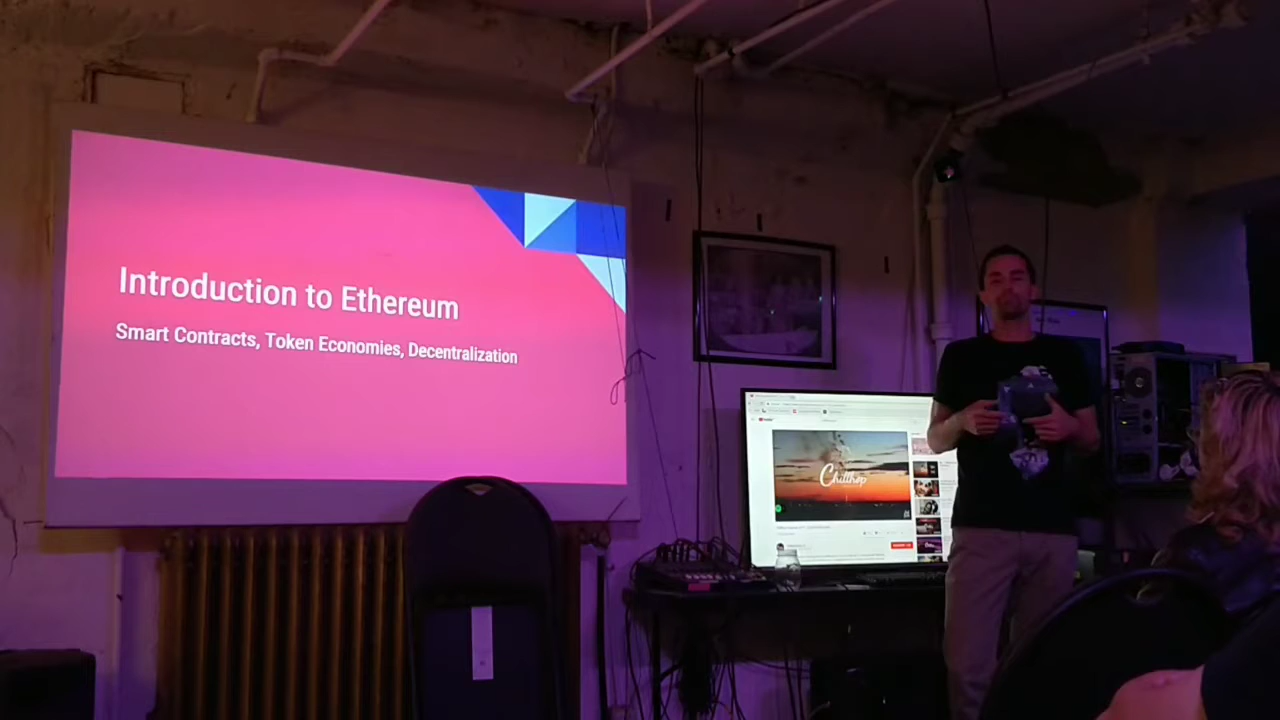 Introduction to Ethereum
Smart Contracts, Token Economies, Decentralization
Chillhop